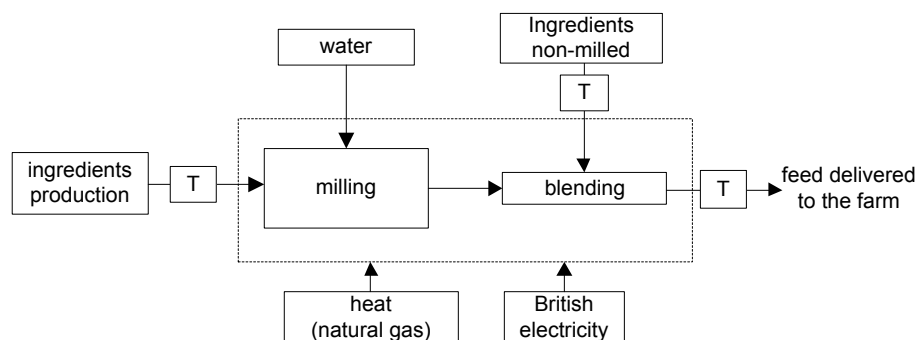 water
Ingredients
non-milled
T
ingredients
production
T
milling
blending
T
feed delivered
to the farm
heat
(natural gas)
British
electricity